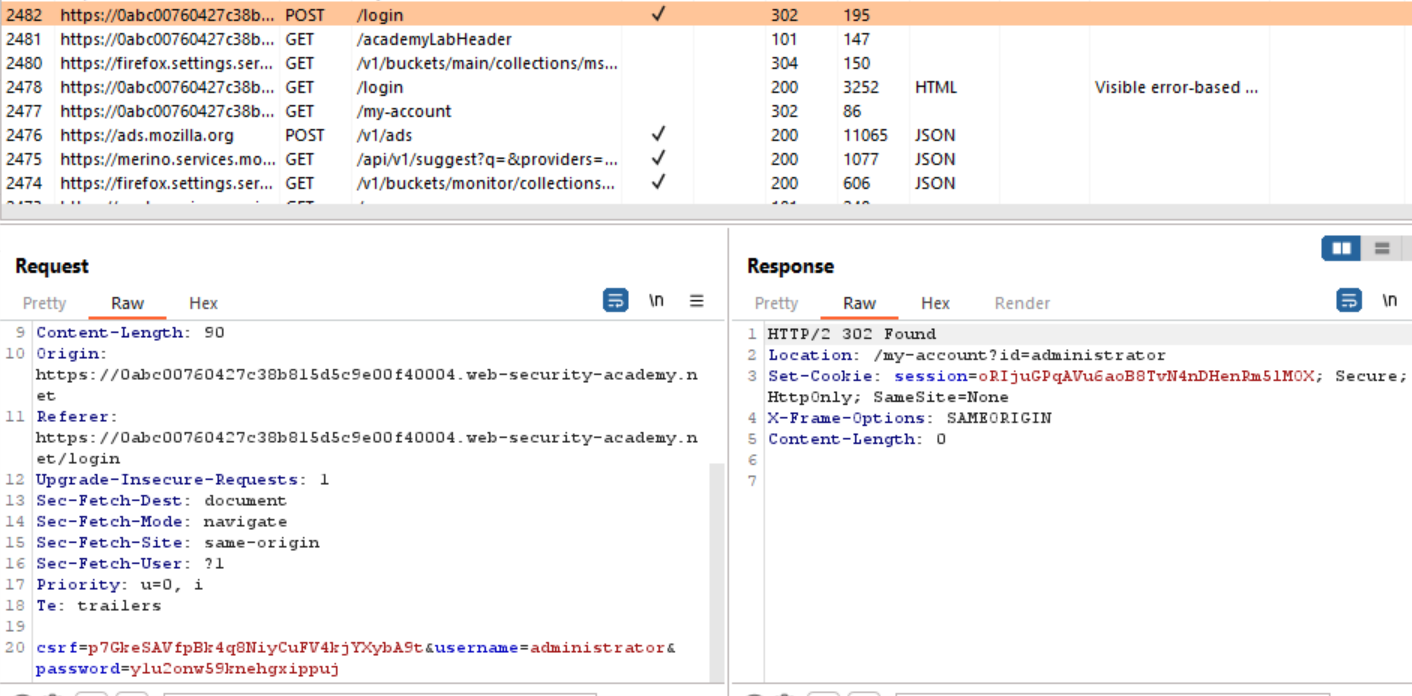 2482 https://0abc00760427c38b... POST /login ✓ 302 195
2481 https://0abc00760427c38b... GET /academyLabHeader 101 147
2480 https://firefox.settings.ser... GET /v1/buckets/main/collections/ms... 304 150
2478 https://0abc00760427c38b... GET /login 200 3252 HTML Visible error-based ...
2477 https://0abc00760427c38b... GET /my-account 302 86
2476 https://ads.mozilla.org POST /v1/ads ✓ 200 11065 JSON
2475 https://merino.services.mo... GET /api/v1/suggest?q=&providers=... ✓ 200 1077 JSON
2474 https://firefox.settings.ser... GET /v1/buckets/monitor/collections... ✓ 200 606 JSON
Request
Pretty Raw Hex \n
9 Content-Length: 90
10 Origin:
https://0abc00760427c38b815d5c9e00f40004.web-security-academy.n
et
11 Referer:
https://0abc00760427c38b815d5c9e00f40004.web-security-academy.n
et/login
12 Upgrade-Insecure-Requests: 1
13 Sec-Fetch-Dest: document
14 Sec-Fetch-Mode: navigate
15 Sec-Fetch-Site: same-origin
16 Sec-Fetch-User: ?1
17 Priority: u=0, i
18 Te: trailers
19
20 csrf=p7GkeSAVfpBk4q8NiyCuFV4kjYXybA9t&username=administrator&
password=ylu2onw59knehgxippuj
Response
Pretty Raw Hex Render \n
1 HTTP/2 302 Found
2 Location: /my-account?id=administrator
3 Set-Cookie: session=oRIjuGPqAVu6aoB8TvN4nDHenRm51M0X; Secure;
HttpOnly; SameSite=None
4 X-Frame-Options: SAMEORIGIN
5 Content-Length: 0
6
7